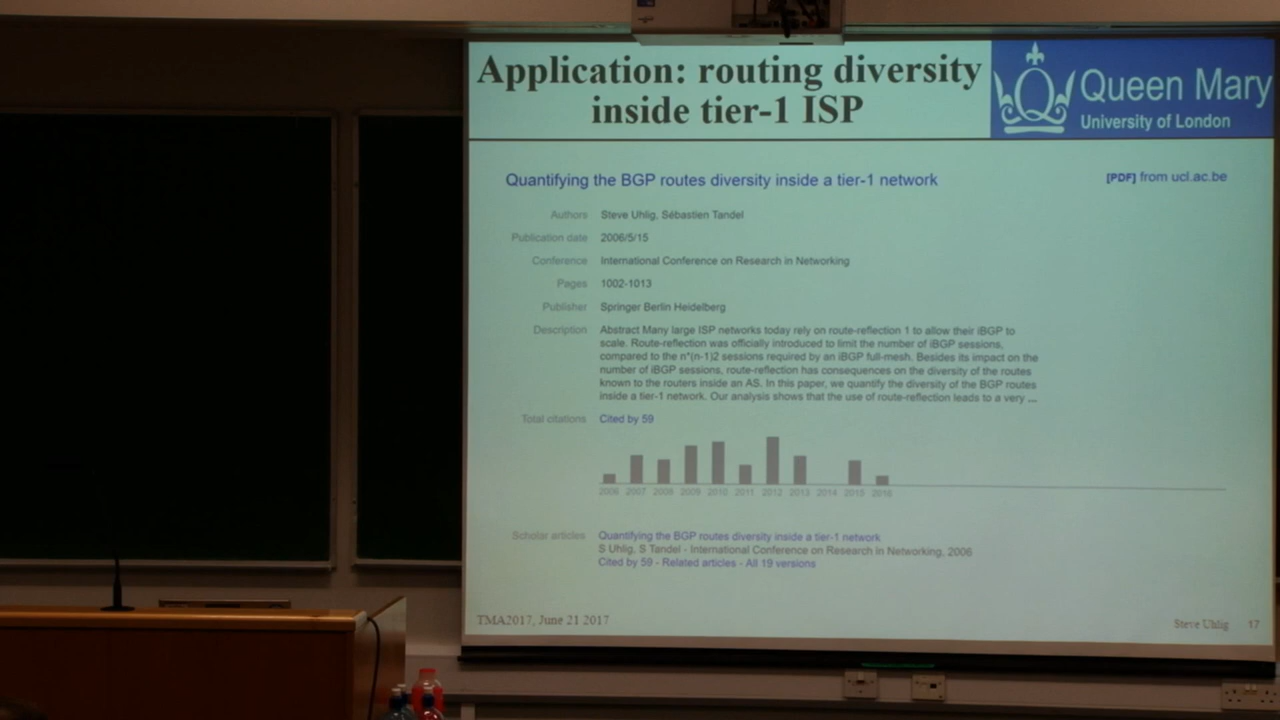 Application: routing diversity
inside tier-1 ISP
Queen Mary
University of London
Quantifying the BGP routes diversity inside a tier-1 network
[PDF] from ucl.ac.be
Authors Steve Uhlig, Sébastien Tandel
Publication date 2006/5/15
Conference International Conference on Research in Networking
Pages 1002-1013
Publisher Springer Berlin Heidelberg
Description Abstract Many large ISP networks today rely on route-reflection 1 to allow their iBGP to
scale. Route-reflection was officially introduced to limit the number of iBGP sessions,
compared to the n*(n-1)2 sessions required by an iBGP full-mesh. Besides its impact on the
number of iBGP sessions, route-reflection has consequences on the diversity of the routes
known to the routers inside an AS. In this paper, we quantify the diversity of the BGP routes
inside a tier-1 network. Our analysis shows that the use of route-reflection leads to a very ...
Total citations Cited by 59
2006 2007 2008 2009 2010 2011 2012 2013 2014 2015 2016
Scholar articles Quantifying the BGP routes diversity inside a tier-1 network
S Uhlig, S Tandel - International Conference on Research in Networking, 2006
Cited by 59 - Related articles - All 19 versions
TMA2017, June 21 2017
Steve Uhlig 17